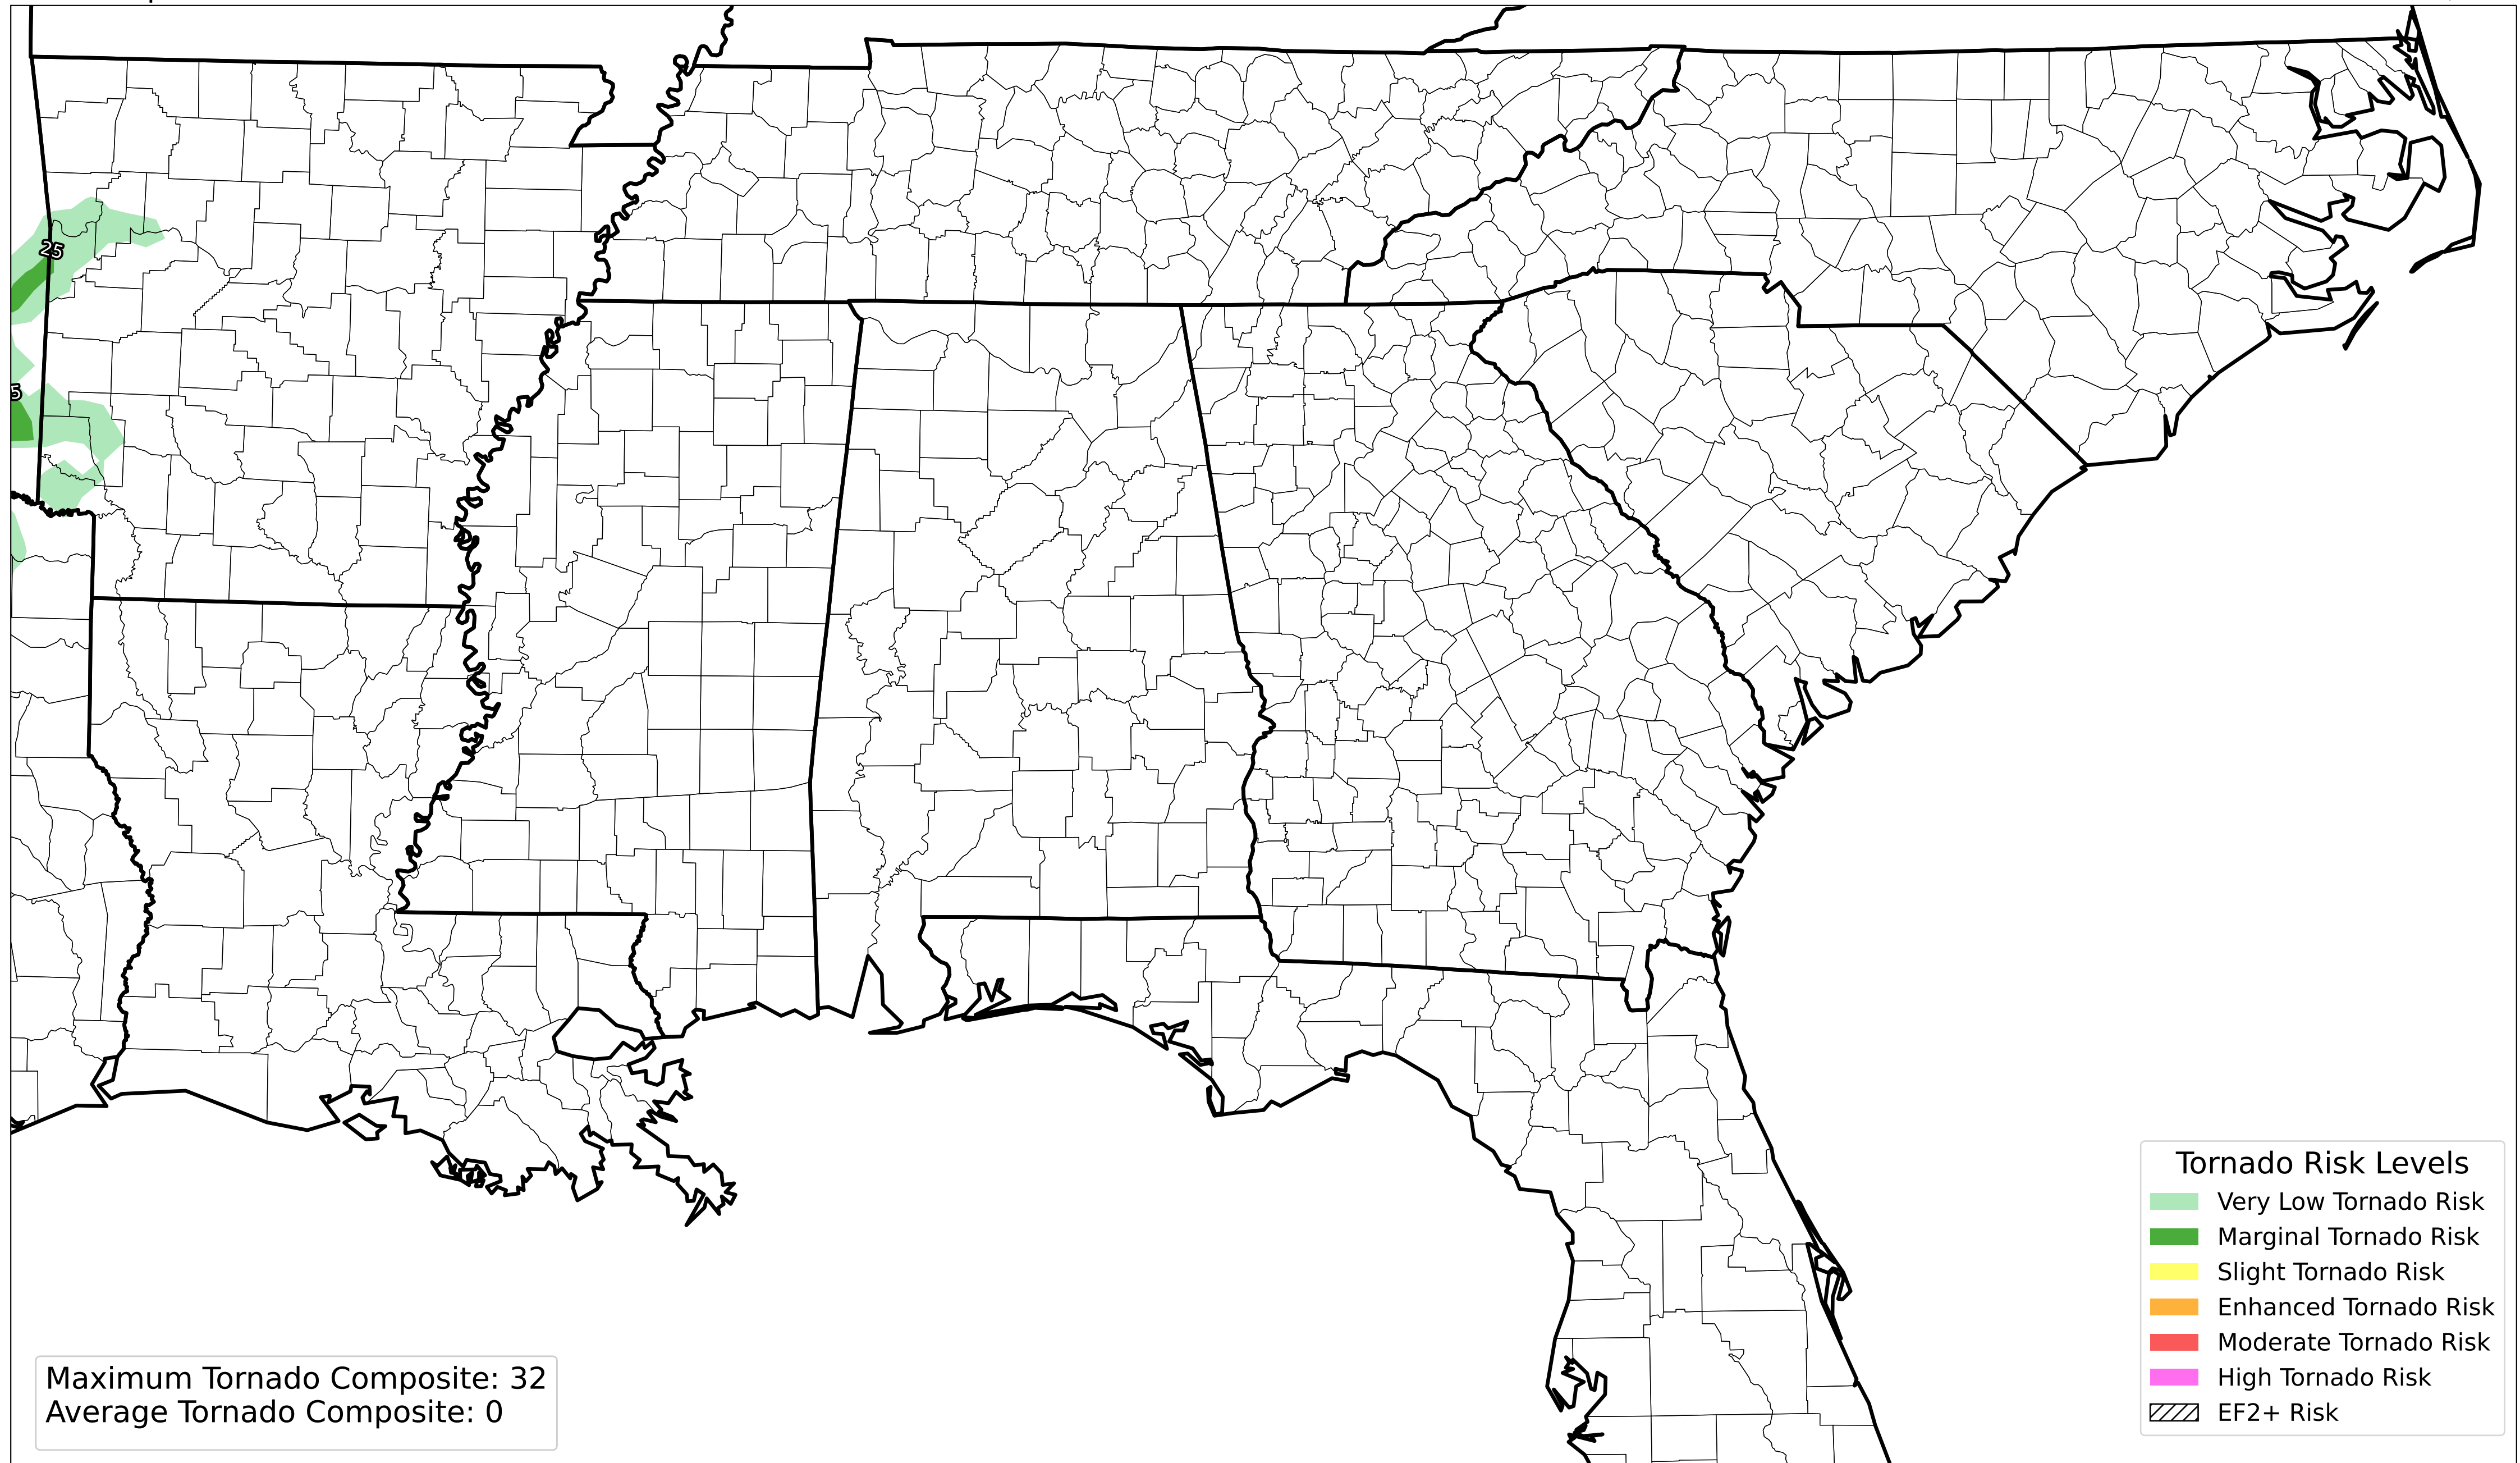 25
5
Tornado Risk Levels
Very Low Tornado Risk
Marginal Tornado Risk
Slight Tornado Risk
Enhanced Tornado Risk
Moderate Tornado Risk
High Tornado Risk
EF2+ Risk
Maximum Tornado Composite: 32
Average Tornado Composite: 0